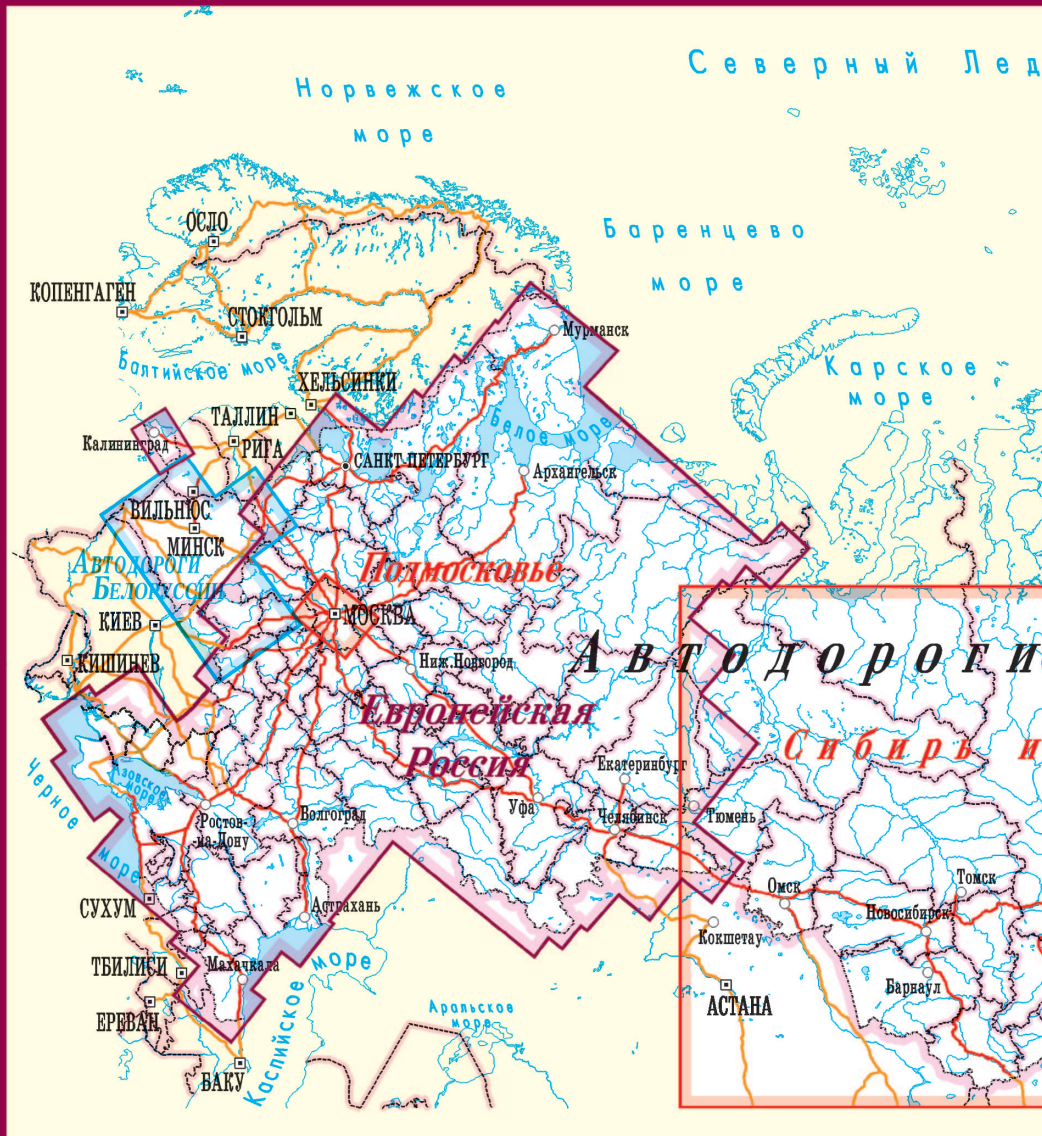 Северный Лед
Норвежское
море
Баренцево
море
ОСЛО
КОПЕНГАГЕН
СТОКГОЛЬМ
Балтийское море
Мурманск
Карское
море
ХЕЛЬСИНКИ
ТАЛЛИН
Калининград
РИГА
Белое море
САНКТ-ПЕТЕРБУРГ
Архангельск
ВИЛЬНЮС
МИНСК
АВТОДОРОГИ
БЕЛОРУССИИ
Подмосковье
МОСКВА
КИЕВ
КИШИНЕВ
Ниж.Новгород
Автодороги
Европейская
Россия
Сибирь и
Черное
море
Азовское
море
Екатеринбург
Уфа
Челябинск
Тюмень
Ростов-
на-Дону
Волгоград
Омск
Томск
Новосибирск
СУХУМ
Астрахань
Кокшетау
ТБИЛИСИ
Махачкала
Каспийское море
Барнаул
АСТАНА
ЕРЕВАН
Аральское
море
БАКУ